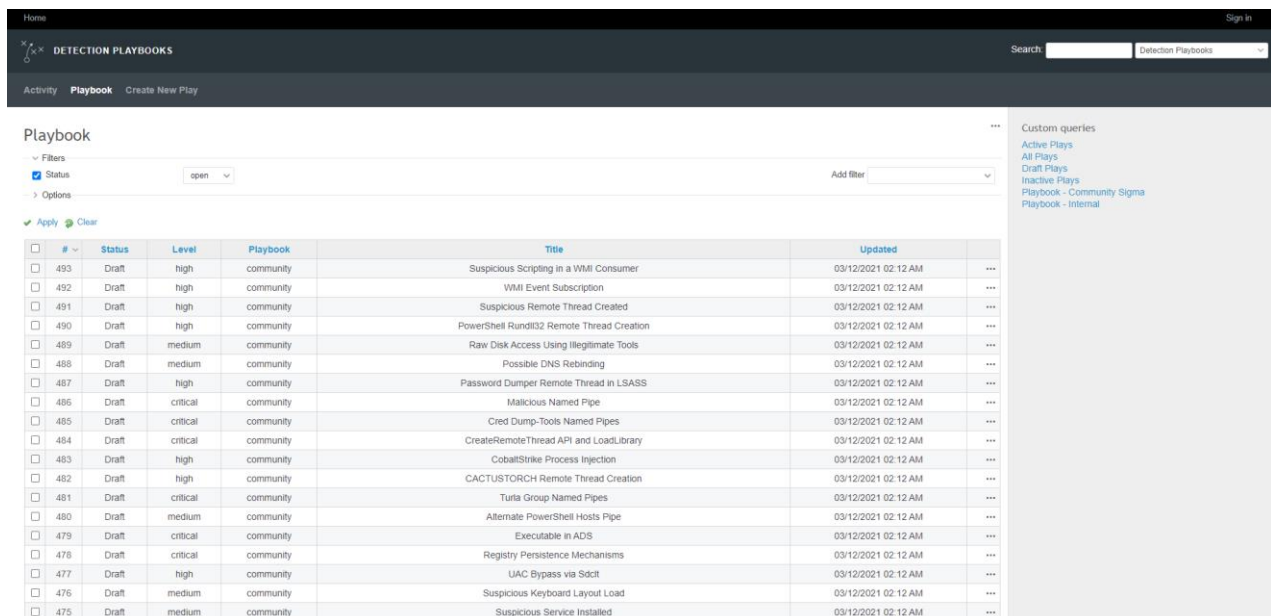 Home Sign in
DETECTION PLAYBOOKS Search: Detection Playbooks
Activity Playbook Create New Play
Playbook ...
Filters
Status open Add filter
Options
Apply Clear
# Status Level Playbook Title Updated
493 Draft high community Suspicious Scripting in a WMI Consumer 03/12/2021 02:12 AM ...
492 Draft high community WMI Event Subscription 03/12/2021 02:12 AM ...
491 Draft high community Suspicious Remote Thread Created 03/12/2021 02:12 AM ...
490 Draft high community PowerShell Rundll32 Remote Thread Creation 03/12/2021 02:12 AM ...
489 Draft medium community Raw Disk Access Using Illegitimate Tools 03/12/2021 02:12 AM ...
488 Draft medium community Possible DNS Rebinding 03/12/2021 02:12 AM ...
487 Draft high community Password Dumper Remote Thread in LSASS 03/12/2021 02:12 AM ...
486 Draft critical community Malicious Named Pipe 03/12/2021 02:12 AM ...
485 Draft critical community Cred Dump-Tools Named Pipes 03/12/2021 02:12 AM ...
484 Draft critical community CreateRemoteThread API and LoadLibrary 03/12/2021 02:12 AM ...
483 Draft high community CobaltStrike Process Injection 03/12/2021 02:12 AM ...
482 Draft high community CACTUSTORCH Remote Thread Creation 03/12/2021 02:12 AM ...
481 Draft critical community Turla Group Named Pipes 03/12/2021 02:12 AM ...
480 Draft medium community Alternate PowerShell Hosts Pipe 03/12/2021 02:12 AM ...
479 Draft critical community Executable in ADS 03/12/2021 02:12 AM ...
478 Draft critical community Registry Persistence Mechanisms 03/12/2021 02:12 AM ...
477 Draft high community UAC Bypass via Sdclt 03/12/2021 02:12 AM ...
476 Draft medium community Suspicious Keyboard Layout Load 03/12/2021 02:12 AM ...
475 Draft medium community Suspicious Service Installed 03/12/2021 02:12 AM ...
Custom queries
Active Plays
All Plays
Draft Plays
Inactive Plays
Playbook - Community Sigma
Playbook - Internal